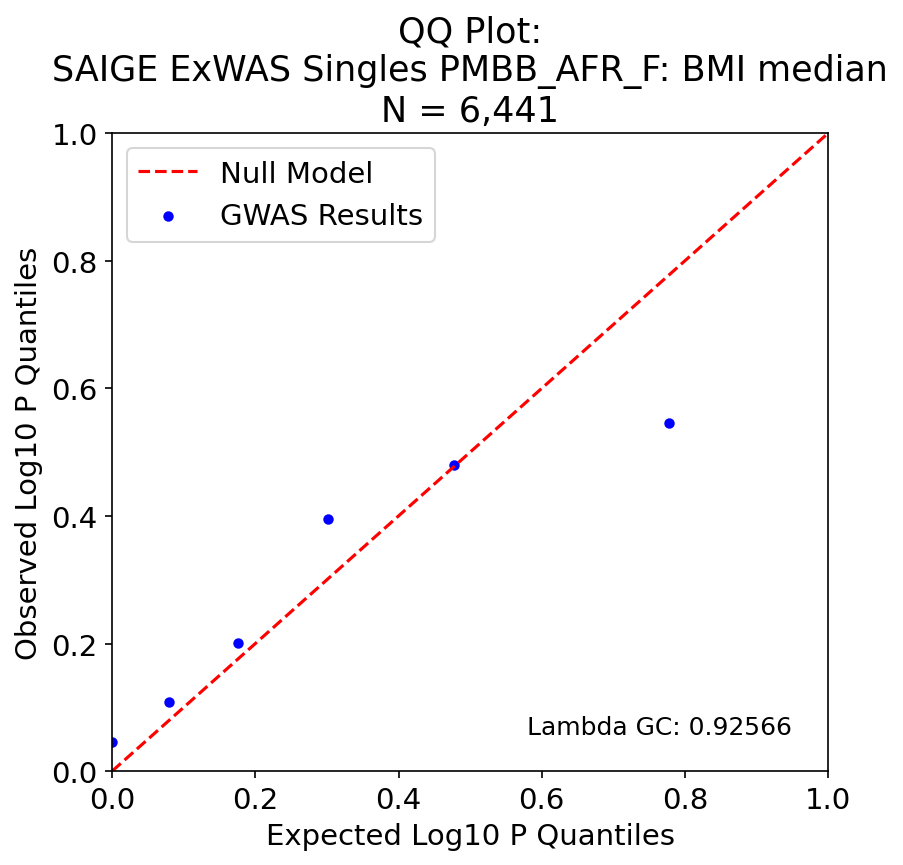 QQ Plot:
SAIGE ExWAS Singles PMBB_AFR_F: BMI median
N = 6,441
1.0
0.8
0.6
0.4
0.2
0.0
Observed Log10 P Quantiles
Null Model
GWAS Results
Lambda GC: 0.92566
0.0 0.2 0.4 0.6 0.8 1.0
Expected Log10 P Quantiles